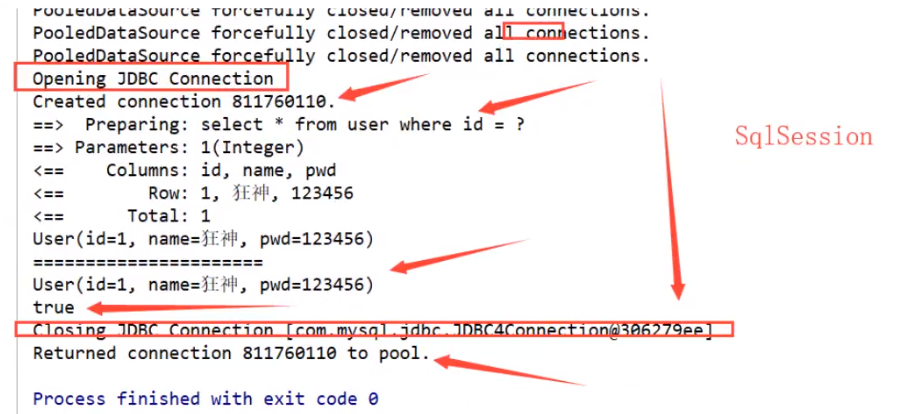 PooledDataSource forcefully closed/removed all connections.
PooledDataSource forcefully closed/removed all connections.
PooledDataSource forcefully closed/removed all connections.
Opening JDBC Connection
Created connection 811760110.
==>  Preparing: select * from user where id = ?
==> Parameters: 1(Integer)
<==    Columns: id, name, pwd
<==        Row: 1, 狂神, 123456
<==      Total: 1
User(id=1, name=狂神, pwd=123456)
======================
User(id=1, name=狂神, pwd=123456)
true
Closing JDBC Connection [com.mysql.jdbc.JDBC4Connection@306279ee]
Returned connection 811760110 to pool.
Process finished with exit code 0
SqlSession